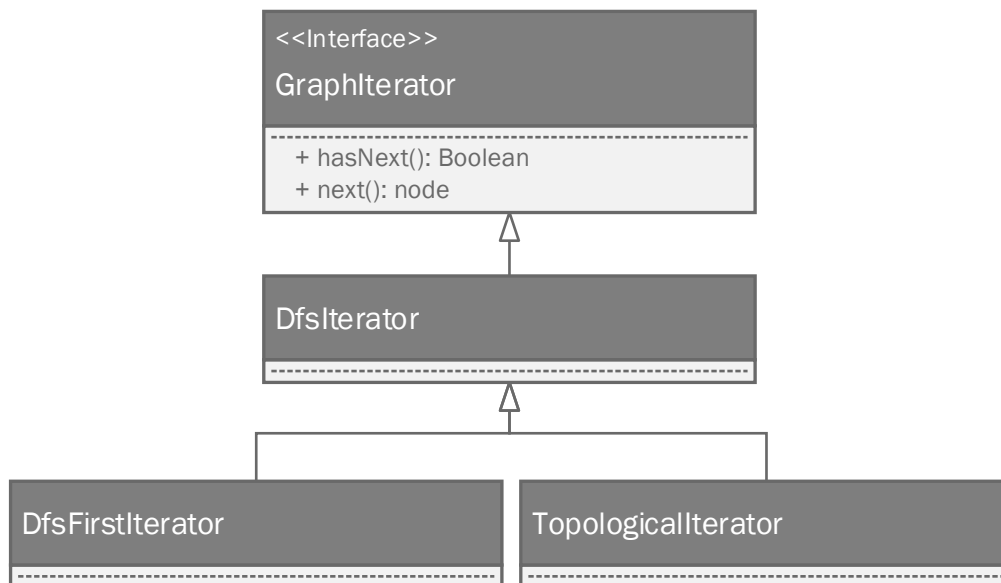 <<Interface>>
GraphIterator
+ hasNext(): Boolean
+ next(): node
DfsIterator
DfsFirstIterator
TopologicalIterator